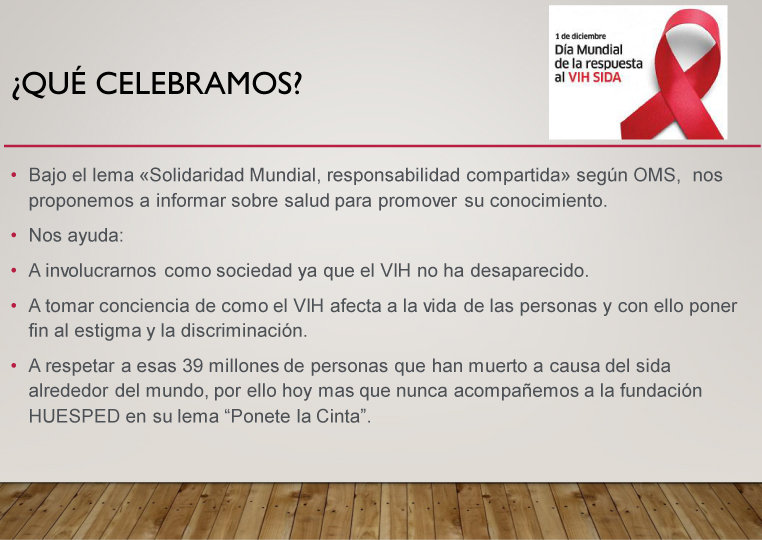 1 de diciembre
Día Mundial
de la respuesta
al VIH SIDA
¿QUÉ CELEBRAMOS?
• Bajo el lema «Solidaridad Mundial, responsabilidad compartida» según OMS, nos
proponemos a informar sobre salud para promover su conocimiento.
• Nos ayuda:
• A involucrarnos como sociedad ya que el VIH no ha desaparecido.
• A tomar conciencia de como el VIH afecta a la vida de las personas y con ello poner
fin al estigma y la discriminación.
• A respetar a esas 39 millones de personas que han muerto a causa del sida
alrededor del mundo, por ello hoy mas que nunca acompañemos a la fundación
HUESPED en su lema “Ponete la Cinta”.